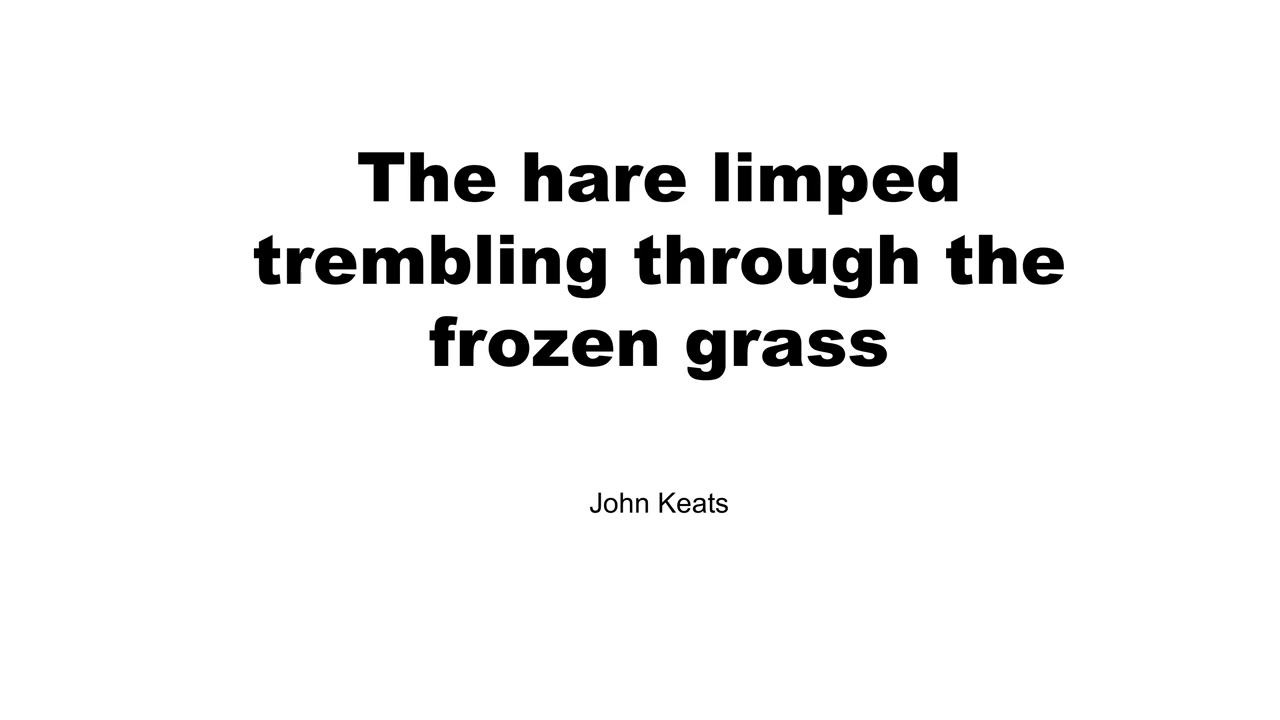 The hare limped
trembling through the
frozen grass
John Keats